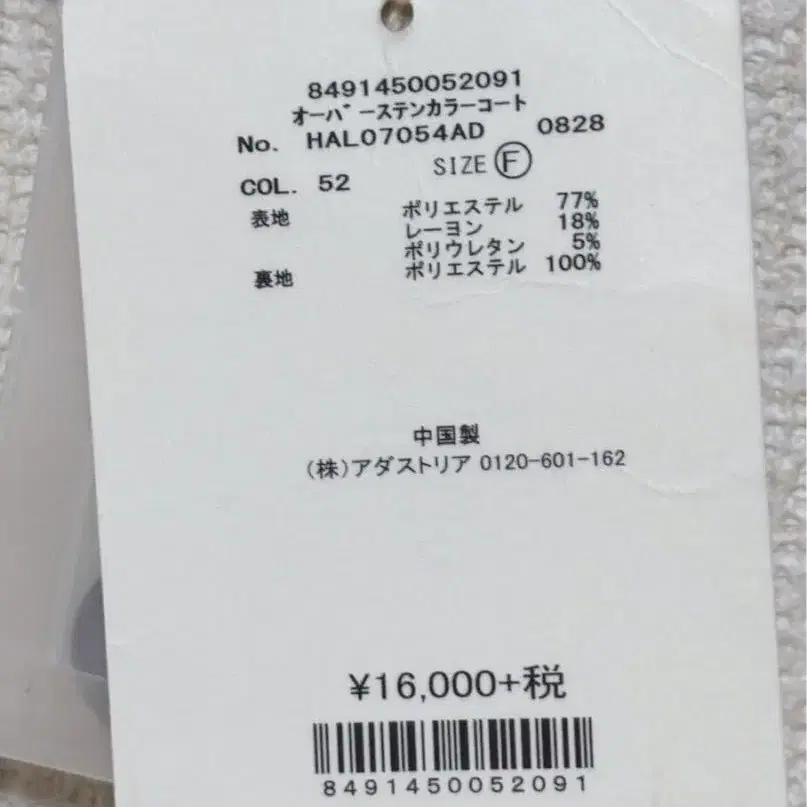 8491450052091
オーバーステンカラーコート
No. HAL07054AD 0828
SIZE Ⓕ
COL. 52
表地 ポリエステル 77%
レーヨン 18%
ポリウレタン 5%
裏地 ポリエステル 100%
中国製
(株)アダストリア 0120-601-162
¥16,000+税
8491450052091